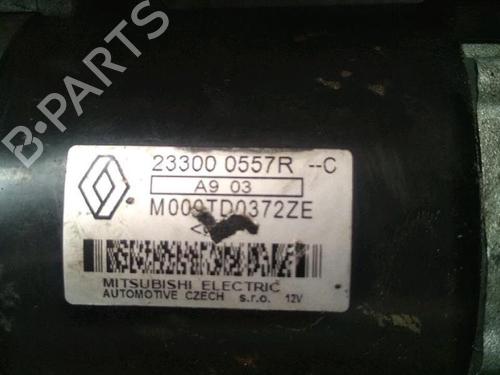 B-PARTS
23300 0557R --C
A9 03
M000TD0372ZE
MITSUBISHI ELECTRIC
AUTOMOTIVE CZECH s.r.o. 12V